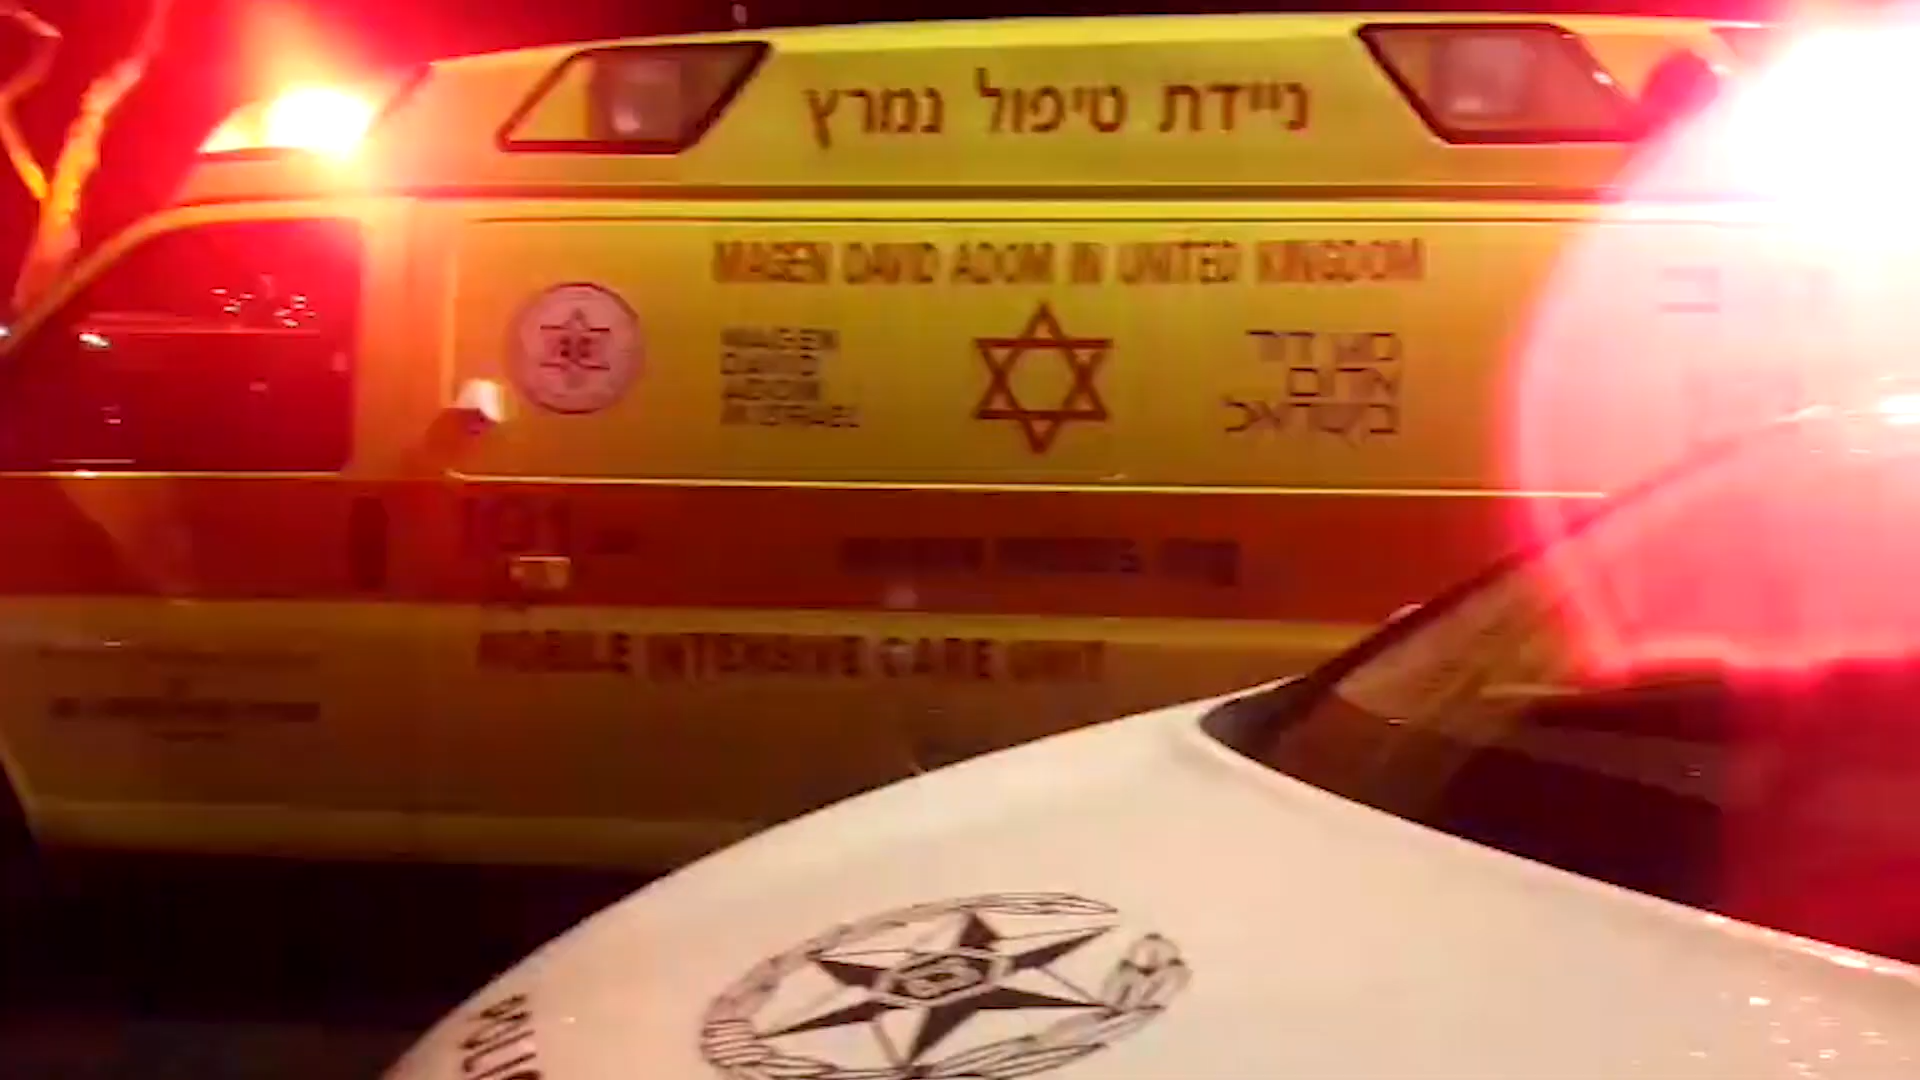 ניידת טיפול נמרץ
MAGEN DAVID ADOM IN UNITED KINGDOM
MAGEN
DAVID
ADOM
IN ISRAEL
מגן דוד
אדום
בישראל
101
MOBILE INTENSIVE CARE UNIT